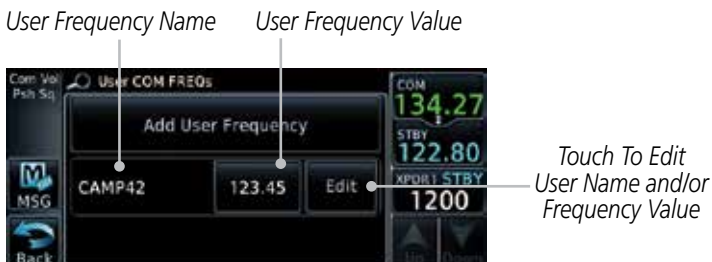 User Frequency Name
User Frequency Value
Com Vol
Psh Sq
User COM FREQs
COM
134.27
Add User Frequency
STBY
122.80
MSG
CAMP42
123.45
Edit
XPDR1 STBY
1200
Touch To Edit
User Name and/or
Frequency Value
Back
Up
Down